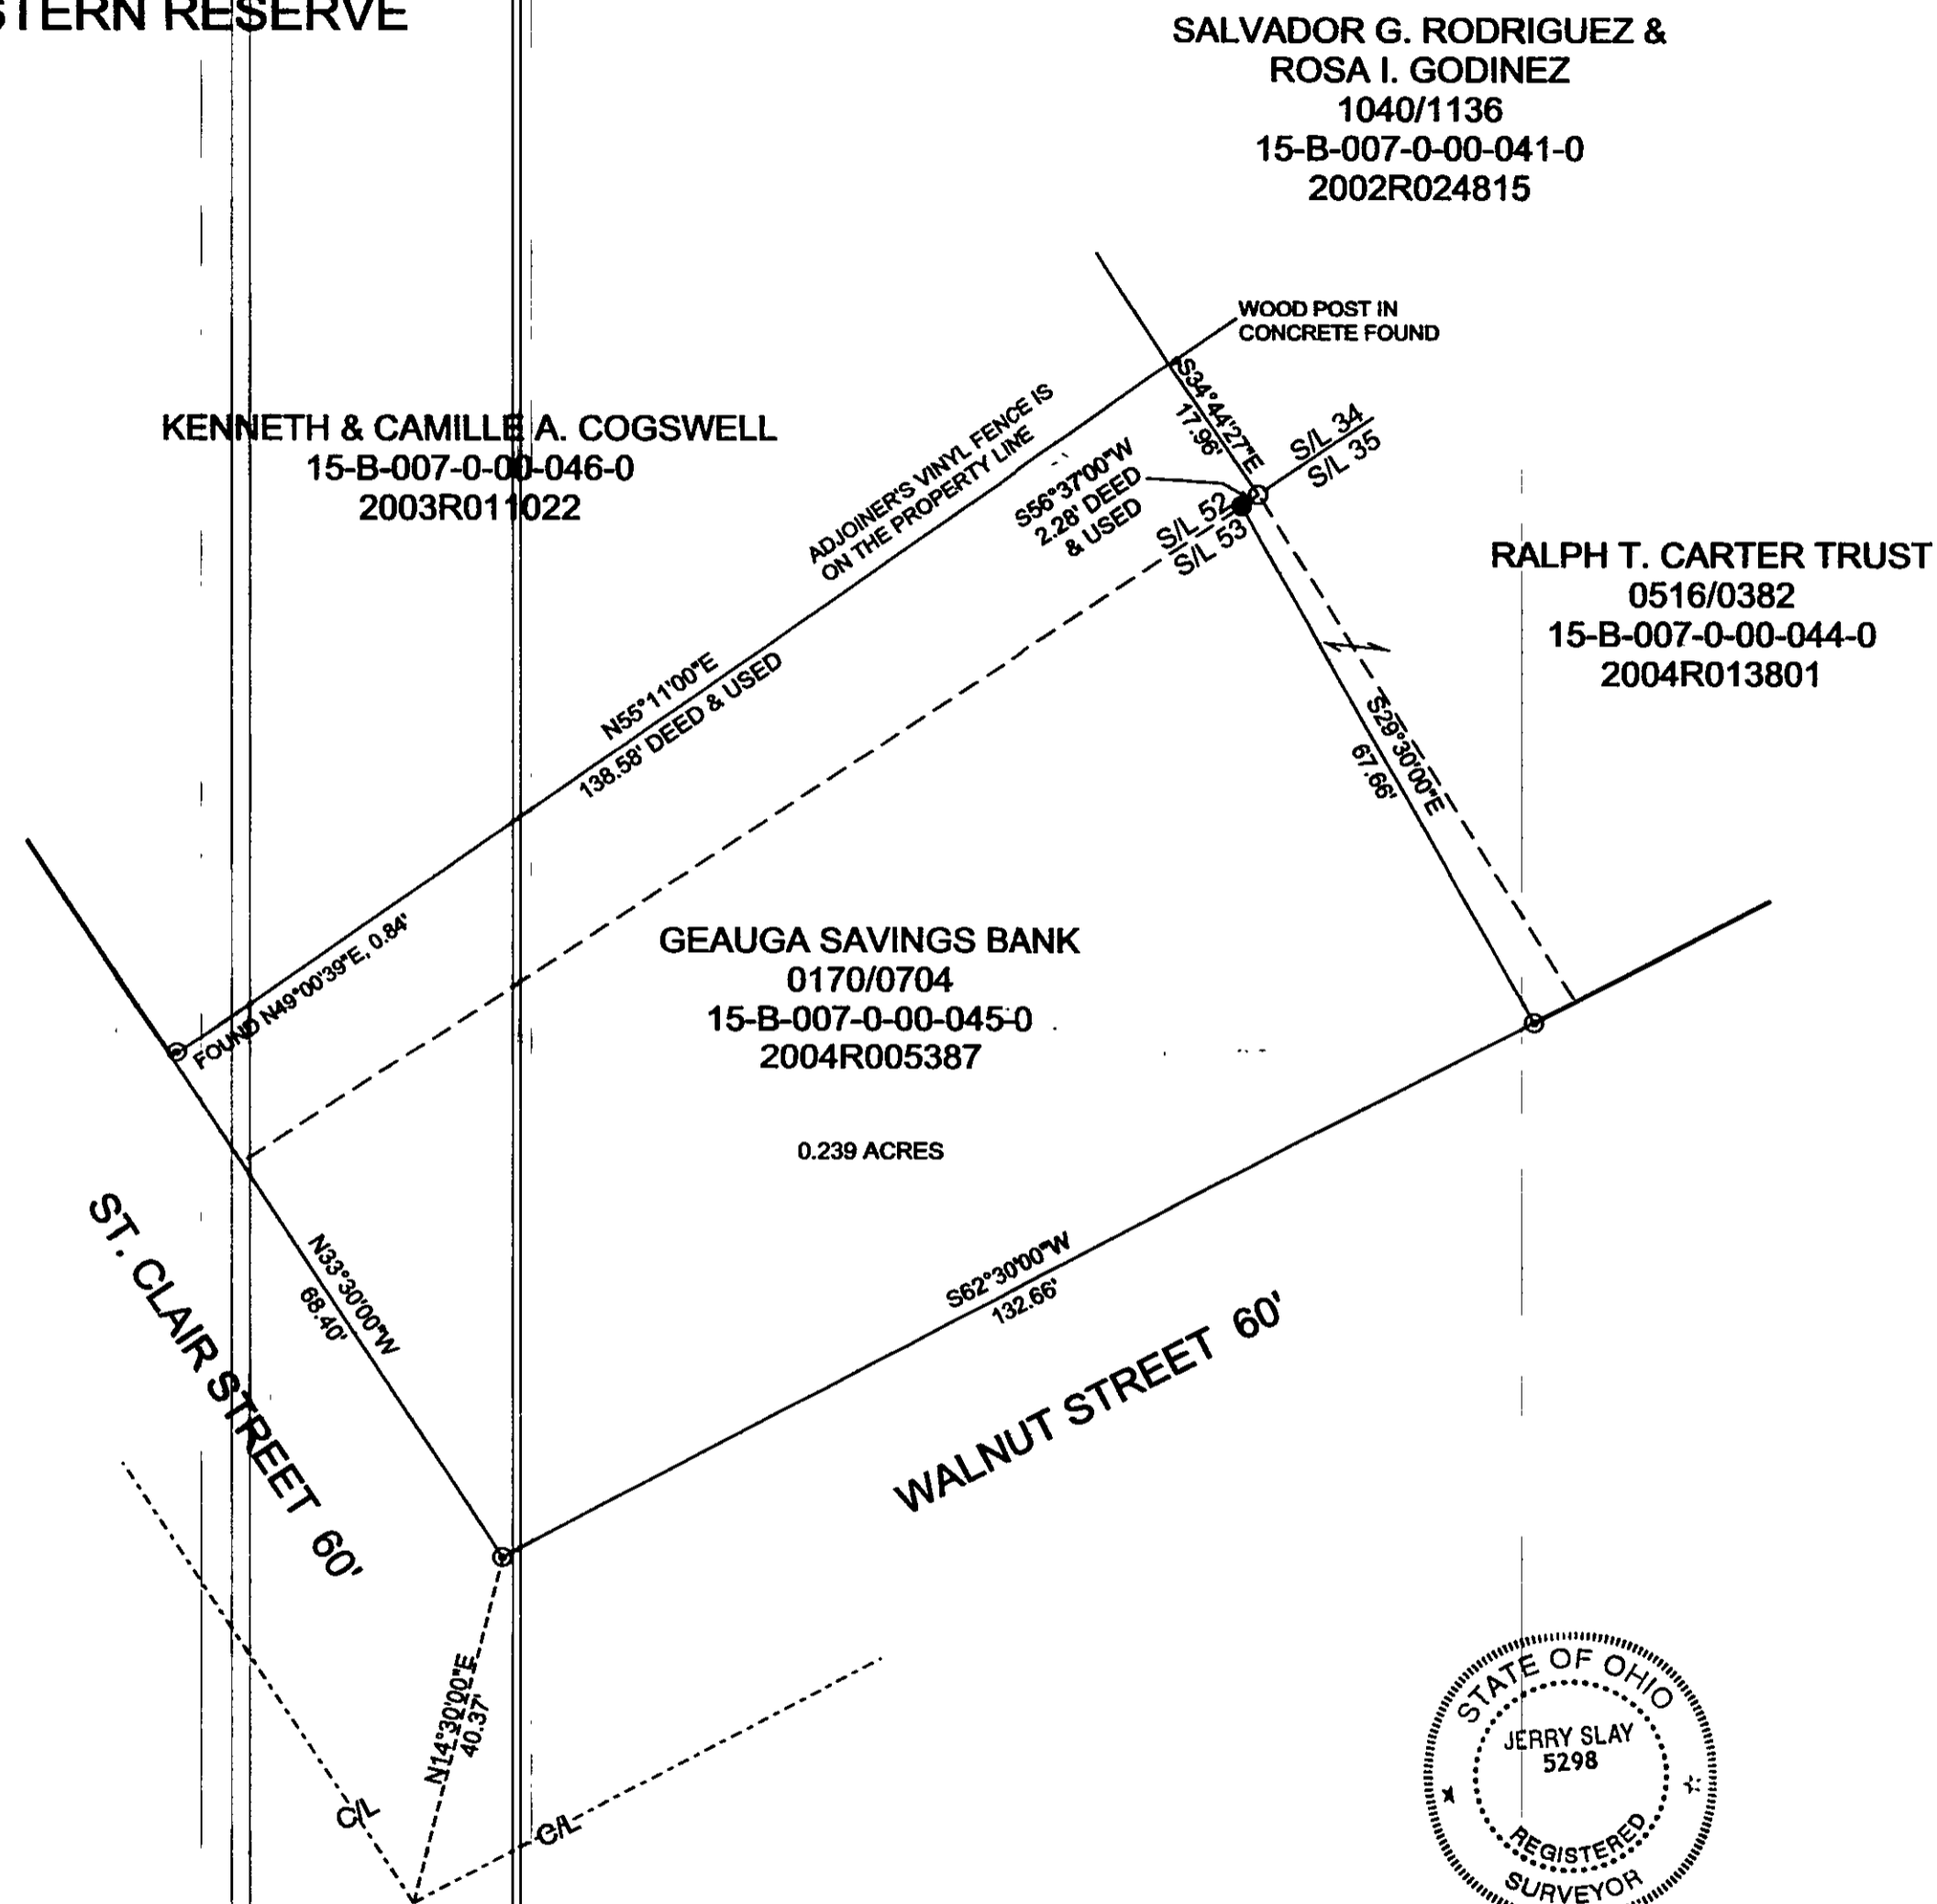 STERN RESERVE
SALVADOR G. RODRIGUEZ &
ROSA I. GODINEZ
1040/1136
15-B-007-0-00-041-0
2002R024815
WOOD POST IN
CONCRETE FOUND
KENNETH & CAMILLE A. COGSWELL
15-B-007-0-00-046-0
2003R011022
ADJOINER'S VINYL FENCE IS
ON THE PROPERTY LINE
S34°44'27"E
17.96'
S56°37'00"W
2.28' DEED
& USED
S/L 34
S/L 35
S/L 52
S/L 53
RALPH T. CARTER TRUST
0516/0382
15-B-007-0-00-044-0
2004R013801
N55°11'00"E
138.58' DEED & USED
S29°30'00"E
67.66'
FOUND N49°00'39"E, 0.84'
GEAUGA SAVINGS BANK
0170/0704
15-B-007-0-00-045-0
2004R005387
0.239 ACRES
ST. CLAIR STREET 60'
N33°30'00"W
68.40'
S62°30'00"W
132.66'
WALNUT STREET 60'
N14°30'00"E
40.37'
C/L
C/L
STATE OF OHIO
JERRY SLAY
5298
REGISTERED
SURVEYOR